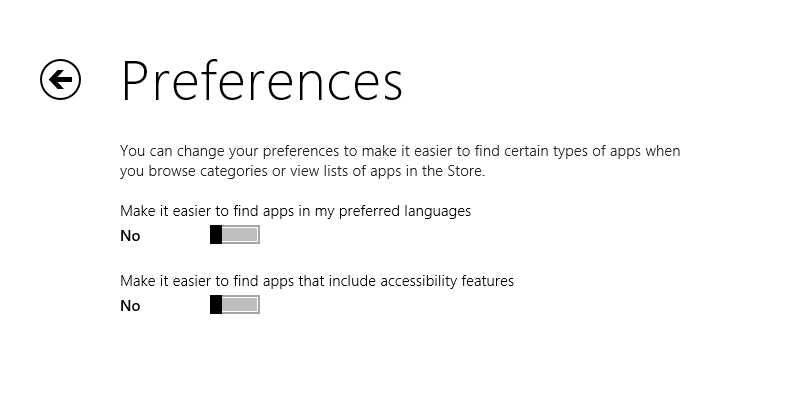 Preferences
You can change your preferences to make it easier to find certain types of apps when
you browse categories or view lists of apps in the Store.
Make it easier to find apps in my preferred languages
No
Make it easier to find apps that include accessibility features
No